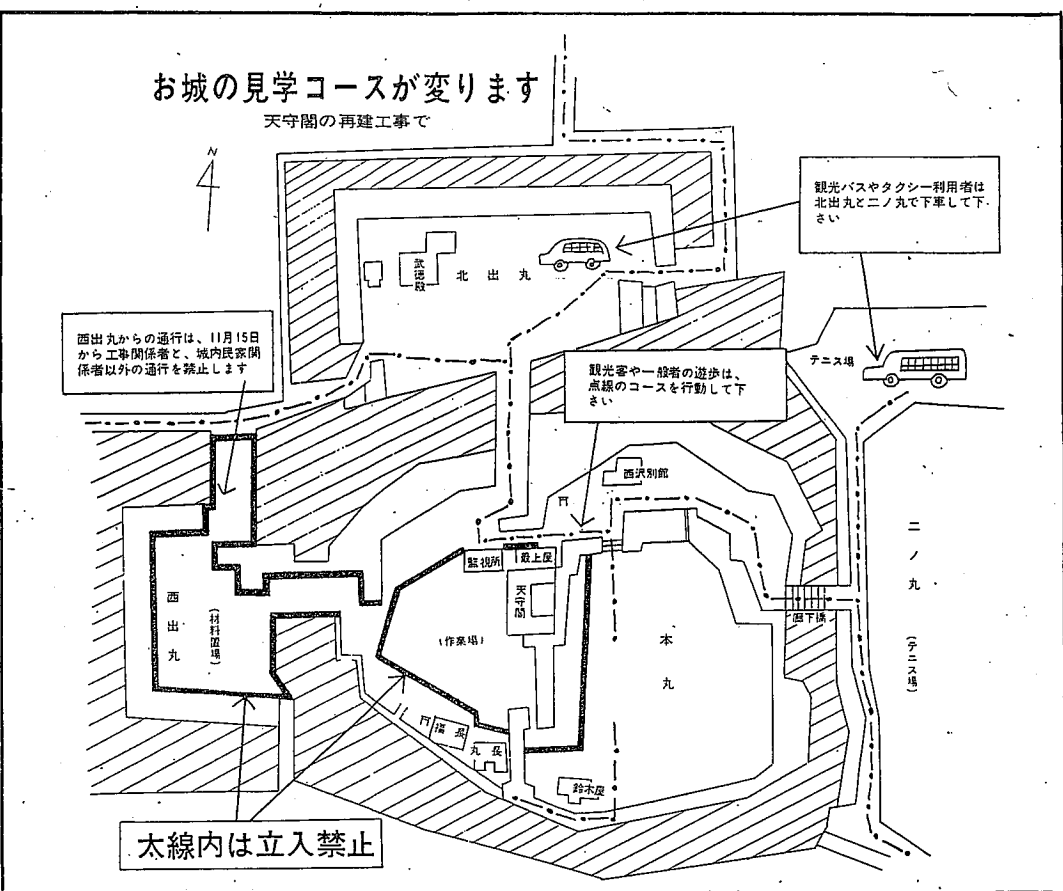 お城の見学コースが変ります
天守閣の再建工事で
N
観光バスやタクシー利用者は
北出丸と二ノ丸で下車して下
さい
武徳殿
北出丸
西出丸からの通行は、11月15日
から工事関係者と、城内民家関
係者以外の通行を禁止します
観光客や一般者の遊歩は、
点線のコースを行動して下
さい
テニス場
西沢別館
二ノ丸
(テニス場)
監視所
最上屋
天守閣
廊下橋
西出丸
(材料置場)
(作業場)
本丸
福長
丸長
鈴木屋
太線内は立入禁止